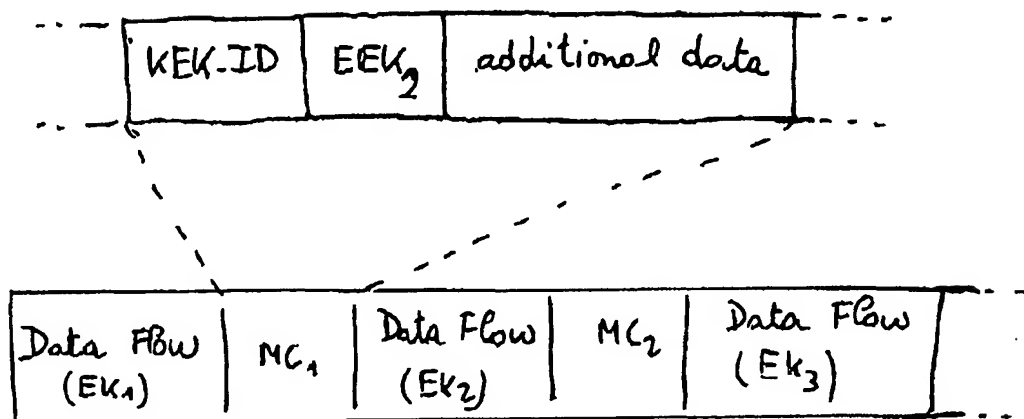 KEK-ID EEK₂ additional data
Data Flow MC₁ Data Flow MC₂ Data Flow
(EK₁) (EK₂) (EK₃)